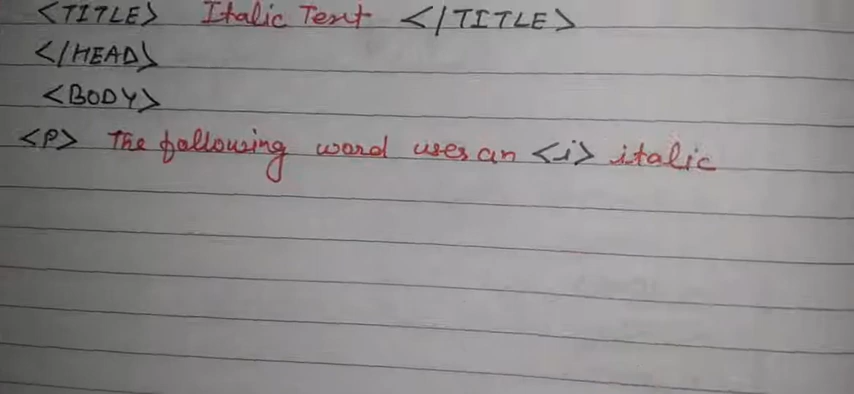 <TITLE> Italic Text </TITLE>
</HEAD>
<BODY>
<P> The following word uses an <i> italic